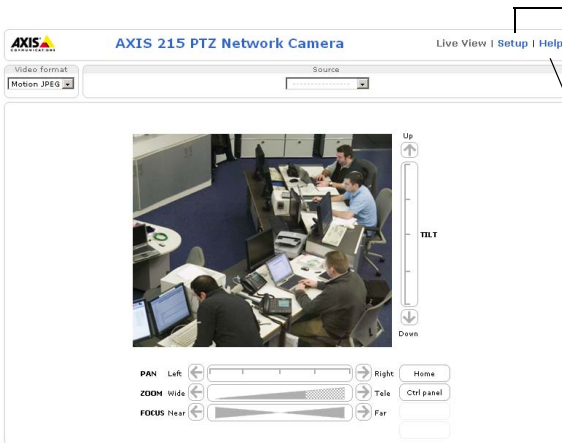 AXIS
COMMUNICATIONS
AXIS 215 PTZ Network Camera
Live View | Setup | Help
Video format
Source
Motion JPEG
Up
TILT
Down
PAN Left
Right
Home
ZOOM Wide
Tele
Ctrl panel
FOCUS Near
Far